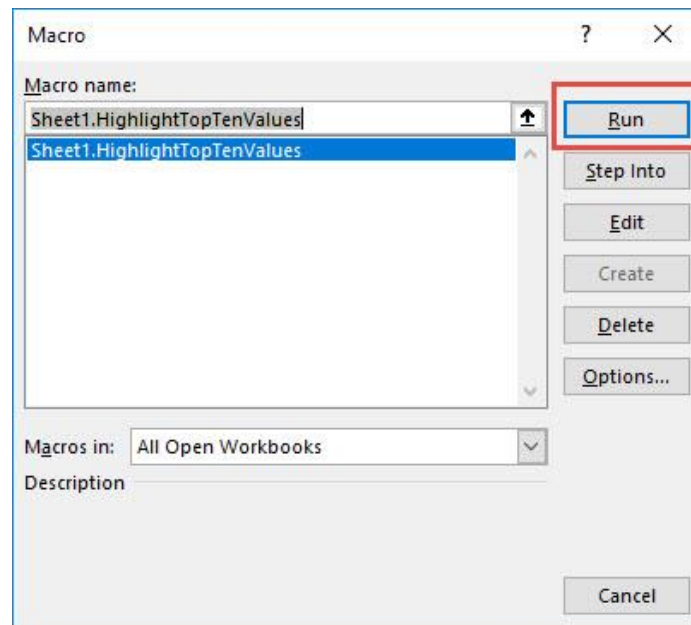 Macro
?
Macro name:
Sheet1.HighlightTopTenValues
Run
Sheet1.HighlightTopTenValues
Step Into
Edit
Create
Delete
Options...
Macros in: All Open Workbooks
Description
Cancel